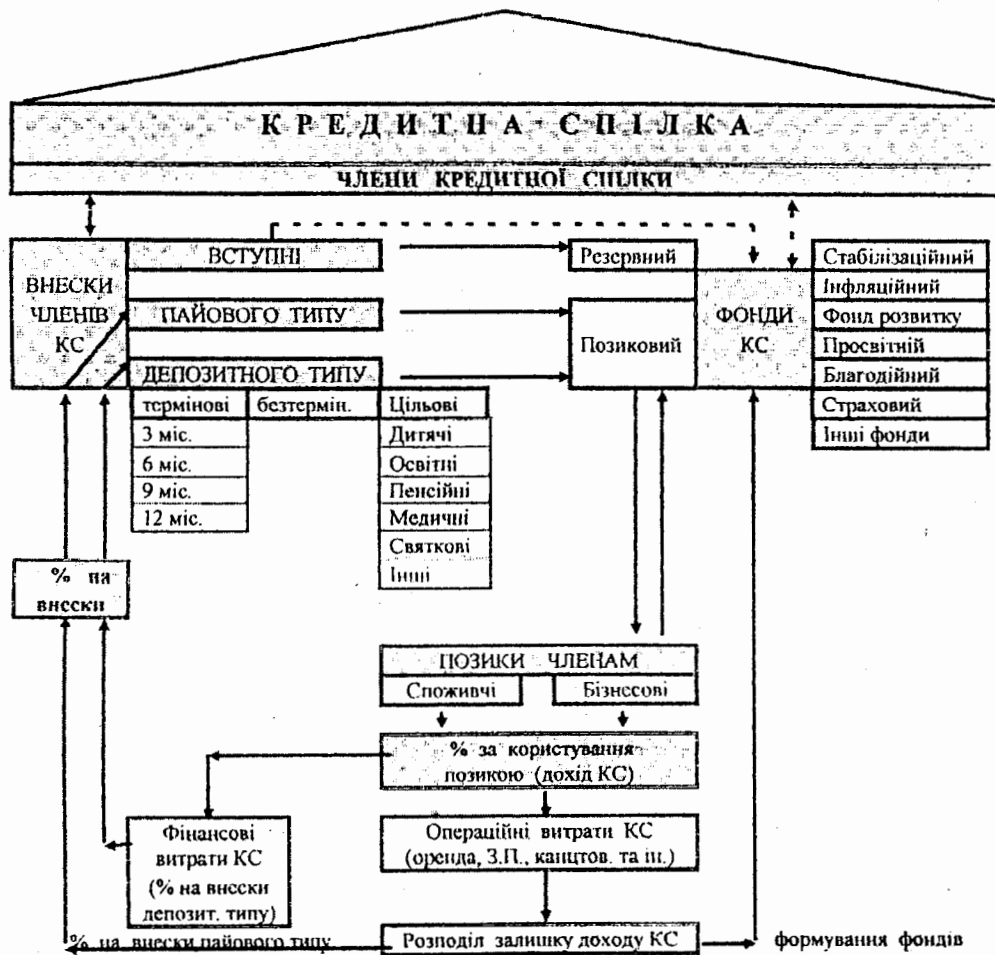 КРЕДИТНА СПІЛКА
ЧЛЕНИ КРЕДИТНОЇ СПІЛКИ
ВНЕСКИ
ЧЛЕНІВ
КС
ВСТУПНІ
ПАЙОВОГО ТИПУ
ДЕПОЗИТНОГО ТИПУ
термінові
безтермін.
Цільові
3 міс.
6 міс.
9 міс.
12 міс.
Дитячі
Освітні
Пенсійні
Медичні
Святкові
Інші
Резервний
Позиковий
ФОНДИ
КС
Стабілізаційний
Інфляційний
Фонд розвитку
Просвітній
Благодійний
Страховий
Інші фонди
% на
внески
ПОЗИКИ ЧЛЕНАМ
Споживчі
Бізнесові
% за користування
позикою (дохід КС)
Фінансові
витрати КС
(% на внески
депозит. типу)
Операційні витрати КС
(оренда, З.П., канцтов. та ін.)
% на внески пайового типу
Розподіл залишку доходу КС
формування фондів